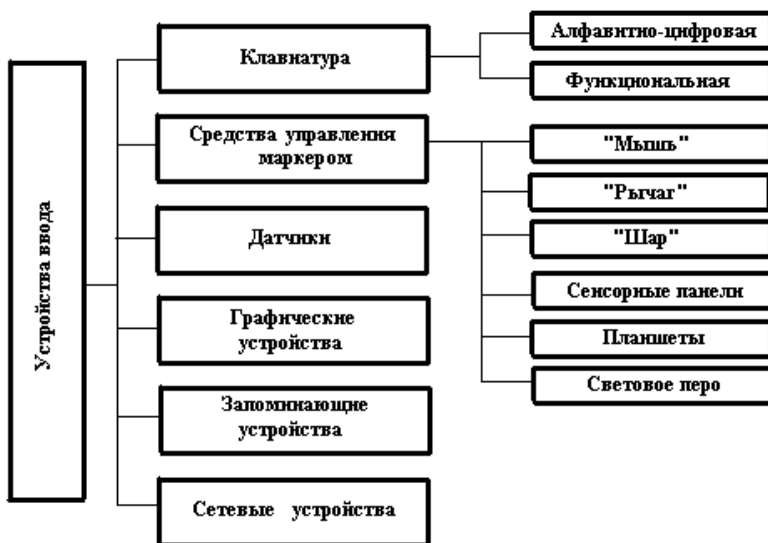 Устройства ввода
Клавиатура
Алфавитно-цифровая
Функциональная
Средства управления
маркером
"Мышь"
"Рычаг"
"Шар"
Сенсорные панели
Планшеты
Световое перо
Датчики
Графические
устройства
Запоминающие
устройства
Сетевые устройства